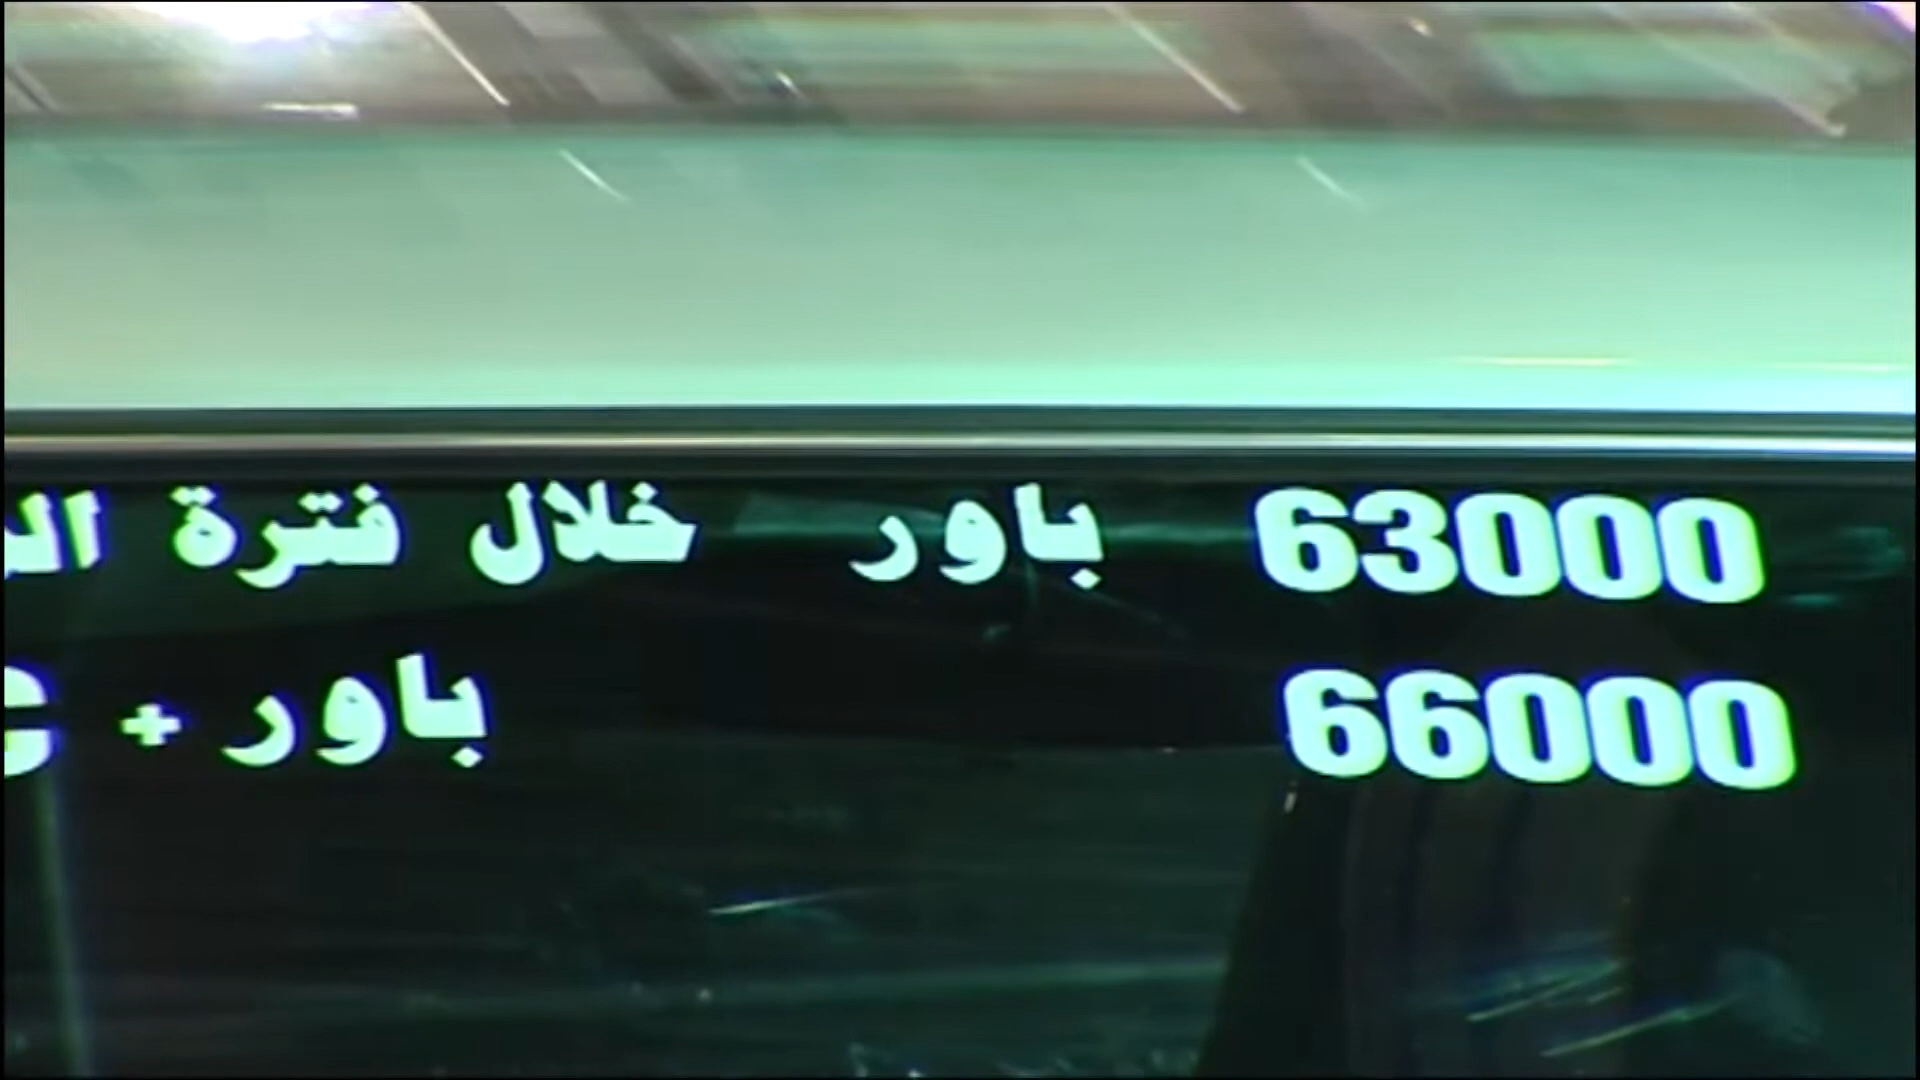 63000 باور خلال فترة
66000 باور +